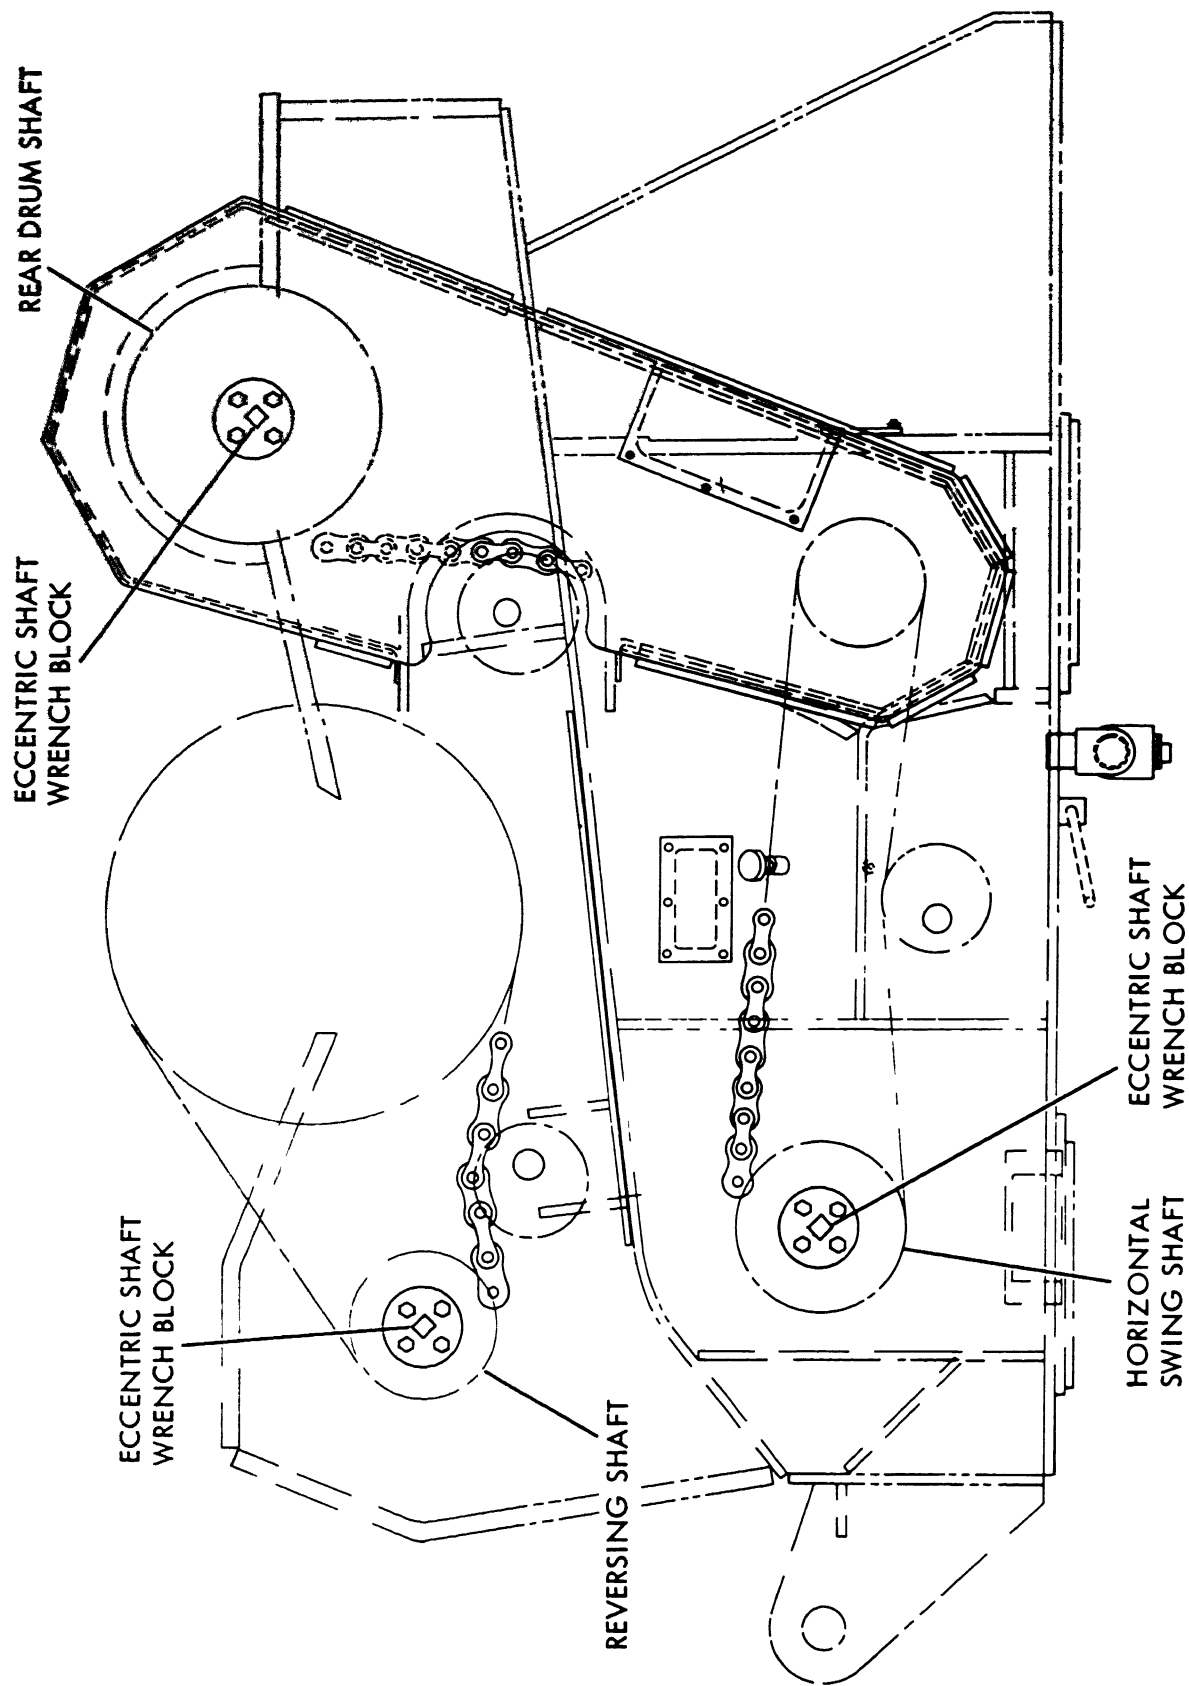 REAR DRUM SHAFT
ECCENTRIC SHAFT
WRENCH BLOCK
ECCENTRIC SHAFT
WRENCH BLOCK
REVERSING SHAFT
ECCENTRIC SHAFT
WRENCH BLOCK
HORIZONTAL
SWING SHAFT